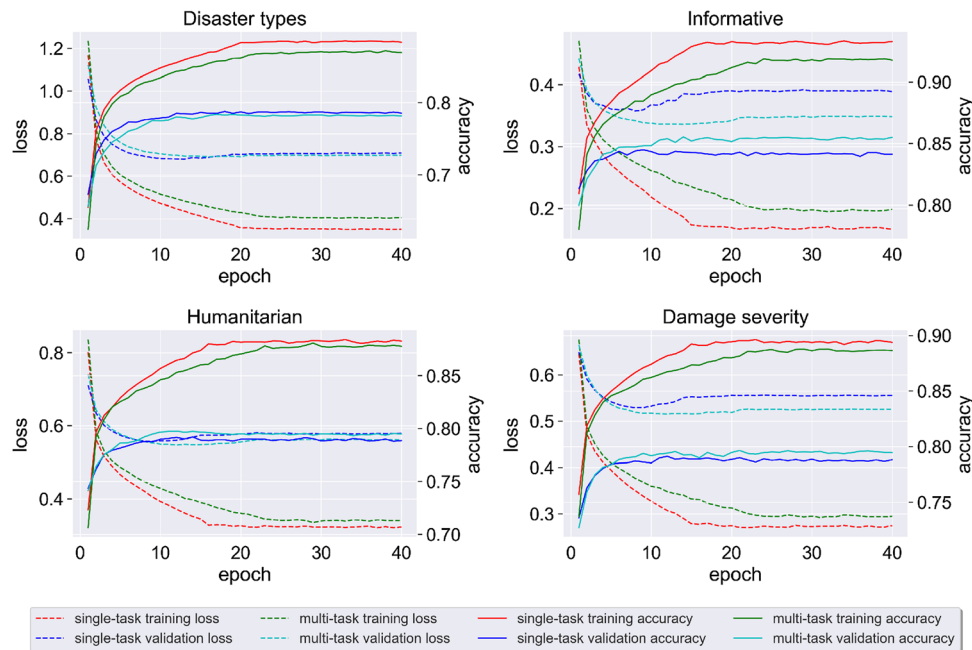 Disaster types
Informative
1.2
1.0
0.8
0.6
0.4
loss
0.8
0.7
accuracy
0 10 20 30 40
epoch
0.4
0.3
0.2
loss
0.90
0.85
0.80
accuracy
0 10 20 30 40
epoch
Humanitarian
Damage severity
0.8
0.6
0.4
loss
0.85
0.80
0.75
0.70
accuracy
0 10 20 30 40
epoch
0.6
0.5
0.4
0.3
loss
0.90
0.85
0.80
0.75
accuracy
0 10 20 30 40
epoch
single-task training loss multi-task training loss single-task training accuracy multi-task training accuracy
single-task validation loss multi-task validation loss single-task validation accuracy multi-task validation accuracy